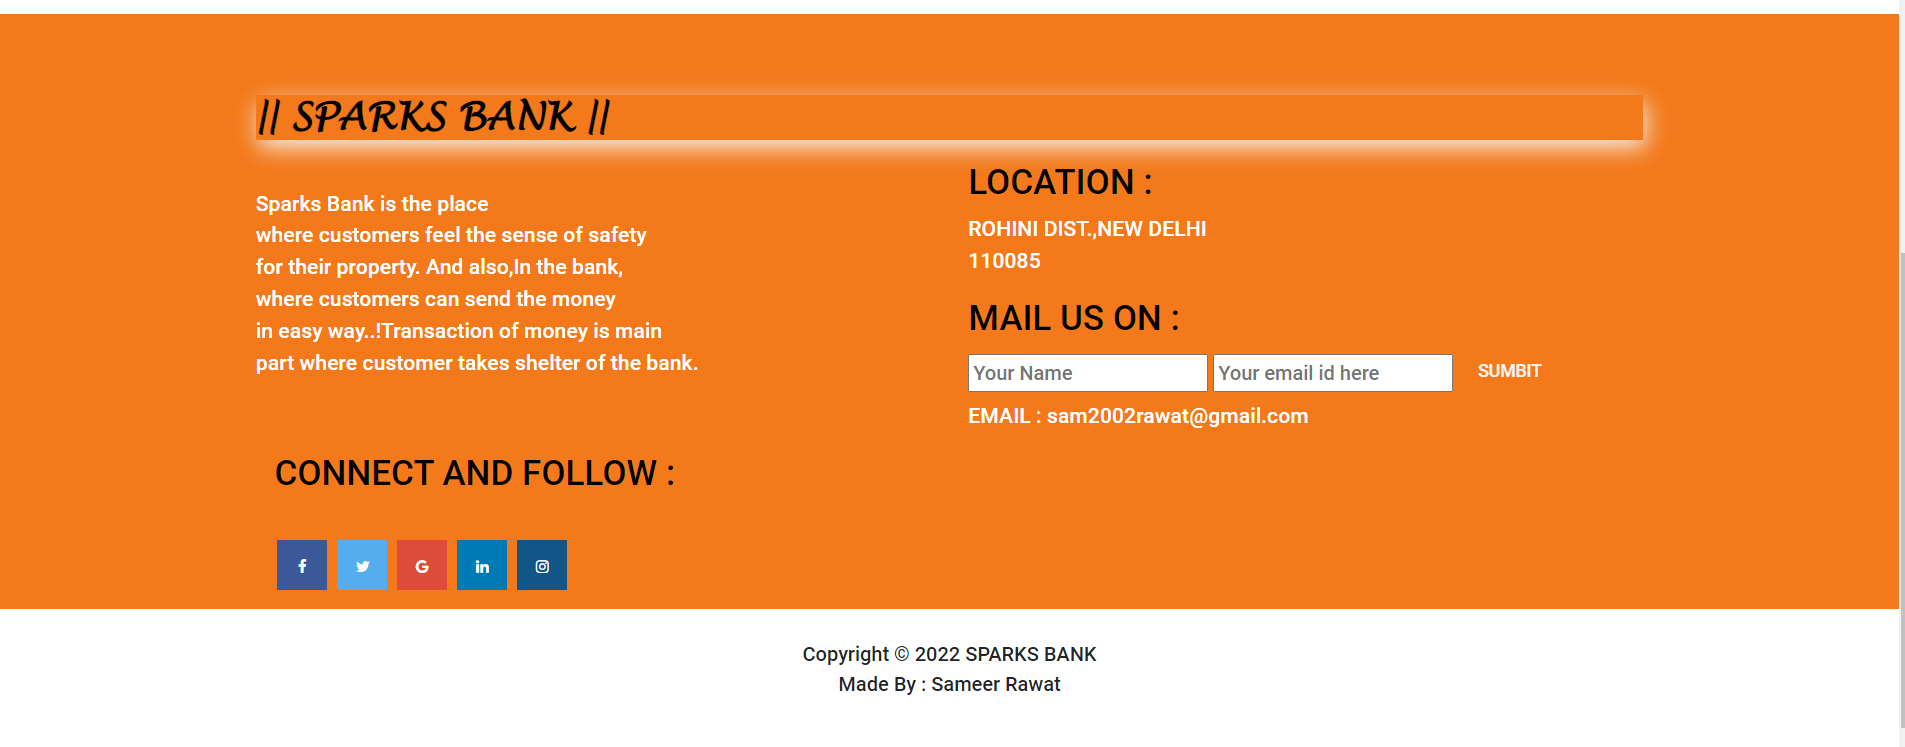 || SPARKS BANK ||
Sparks Bank is the place
where customers feel the sense of safety
for their property. And also,In the bank,
where customers can send the money
in easy way..!Transaction of money is main
part where customer takes shelter of the bank.
LOCATION :
ROHINI DIST.,NEW DELHI
110085
MAIL US ON :
Your Name Your email id here SUMBIT
EMAIL : sam2002rawat@gmail.com
CONNECT AND FOLLOW :
f G in
Copyright © 2022 SPARKS BANK
Made By : Sameer Rawat